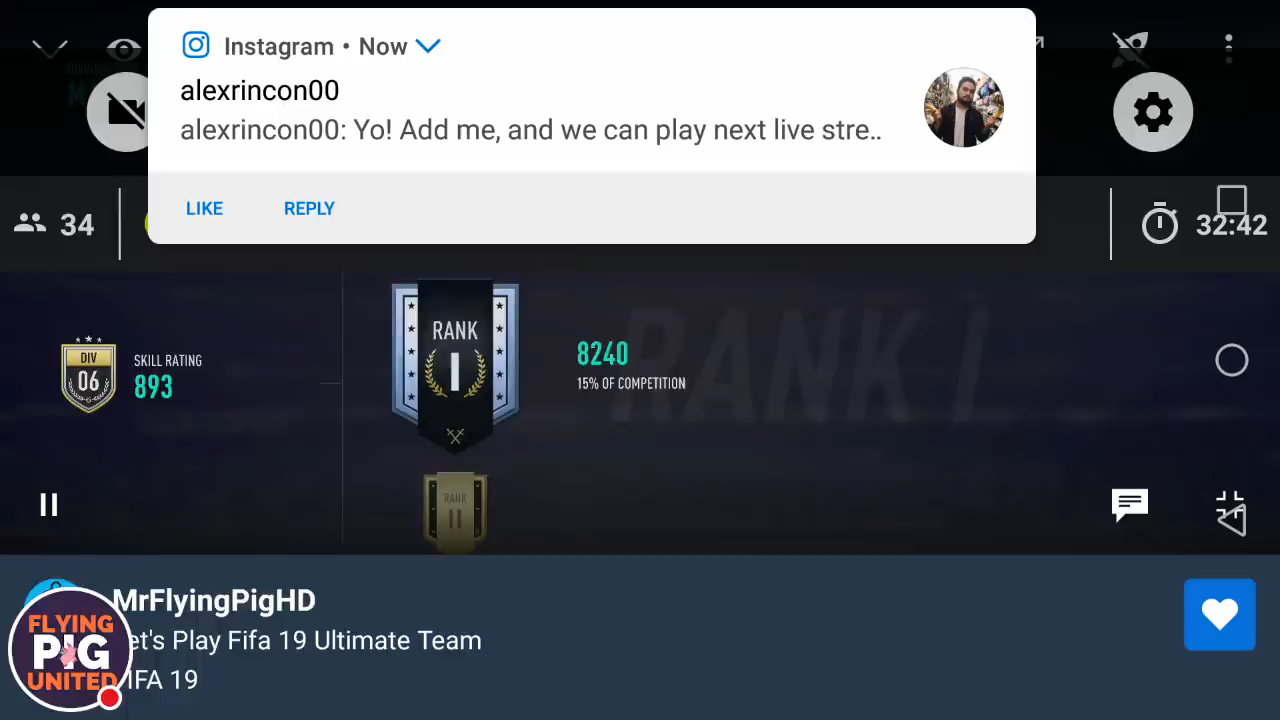 Instagram • Now
alexrincon00
alexrincon00: Yo! Add me, and we can play next live stre..
LIKE
REPLY
34
32:42
DIV
06
SKILL RATING
893
RANK
I
8240
15% OF COMPETITION
RANK I
RANK
II
MrFlyingPigHD
et's Play Fifa 19 Ultimate Team
IFA 19
FLYING
PIG
UNITED